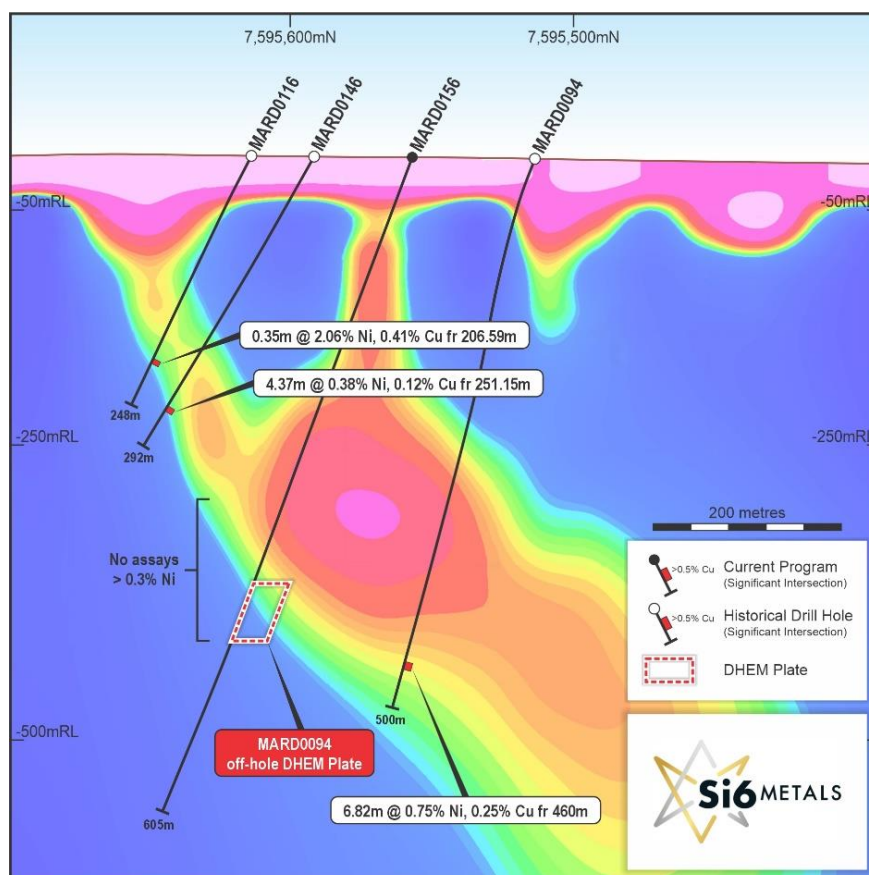 7,595,600mN
7,595,500mN
MARD0116
MARD0146
MARD0156
MARD0094
-50mRL
-50mRL
0.35m @ 2.06% Ni, 0.41% Cu fr 206.59m
4.37m @ 0.38% Ni, 0.12% Cu fr 251.15m
248m
292m
-250mRL
-250mRL
200 metres
No assays
> 0.3% Ni
>0.5% Cu
Current Program
(Significant Intersection)
>0.5% Cu
Historical Drill Hole
(Significant Intersection)
DHEM Plate
500m
-500mRL
-500mRL
MARD0094
off-hole DHEM Plate
6.82m @ 0.75% Ni, 0.25% Cu fr 460m
605m
Si6 METALS